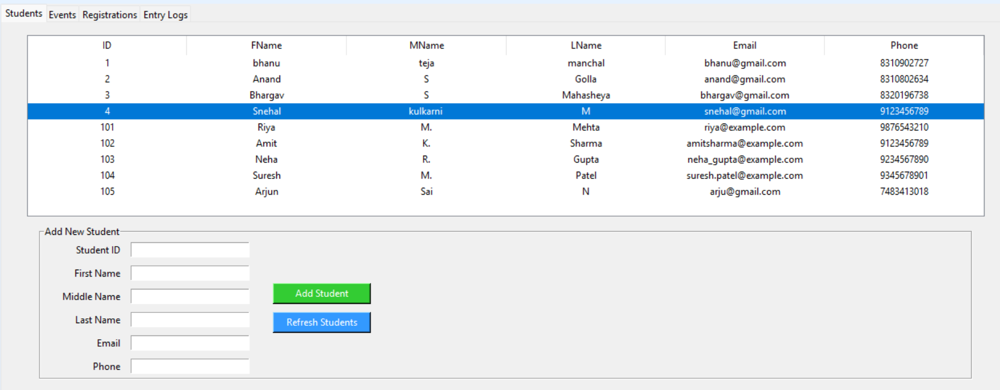 Students Events Registrations Entry Logs
ID FName MName LName Email Phone
1 bhanu teja manchal bhanu@gmail.com 8310902727
2 Anand S Golla anand@gmail.com 8310802634
3 Bhargav S Mahasheya bhargav@gmail.com 8320196738
4 Snehal kulkarni M snehal@gmail.com 9123456789
101 Riya M. Mehta riya@example.com 9876543210
102 Amit K. Sharma amitsharma@example.com 9123456789
103 Neha R. Gupta neha_gupta@example.com 9234567890
104 Suresh M. Patel suresh.patel@example.com 9345678901
105 Arjun Sai N arju@gmail.com 7483413018
Add New Student
Student ID
First Name
Middle Name
Last Name
Email
Phone
Add Student
Refresh Students